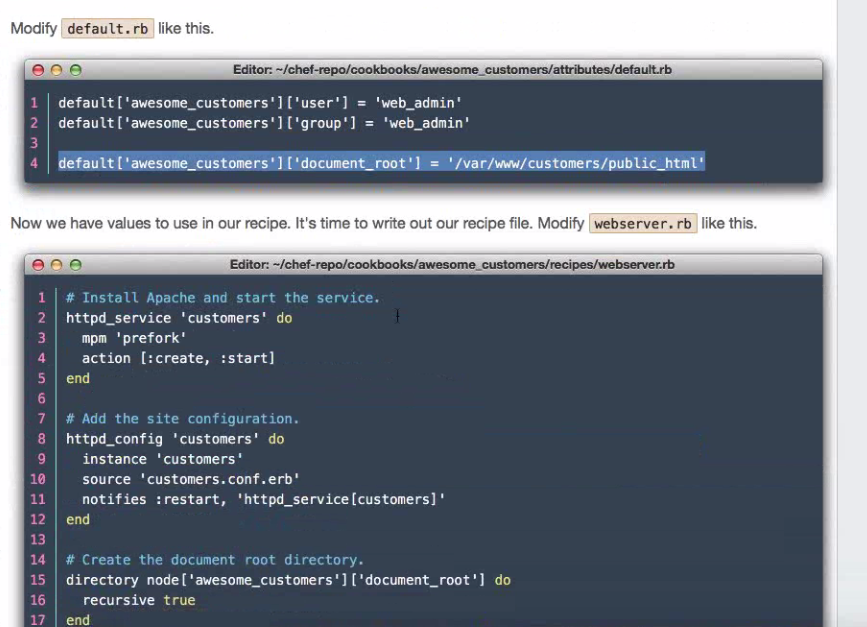 Modify default.rb like this.
Editor: ~/chef-repo/cookbooks/awesome_customers/attributes/default.rb
1 default['awesome_customers']['user'] = 'web_admin'
2 default['awesome_customers']['group'] = 'web_admin'
3
4 default['awesome_customers']['document_root'] = '/var/www/customers/public_html'
Now we have values to use in our recipe. It's time to write out our recipe file. Modify webserver.rb like this.
Editor: ~/chef-repo/cookbooks/awesome_customers/recipes/webserver.rb
1 # Install Apache and start the service.
2 httpd_service 'customers' do
3   mpm 'prefork'
4   action [:create, :start]
5 end
6
7 # Add the site configuration.
8 httpd_config 'customers' do
9   instance 'customers'
10   source 'customers.conf.erb'
11   notifies :restart, 'httpd_service[customers]'
12 end
13
14 # Create the document root directory.
15 directory node['awesome_customers']['document_root'] do
16   recursive true
17 end